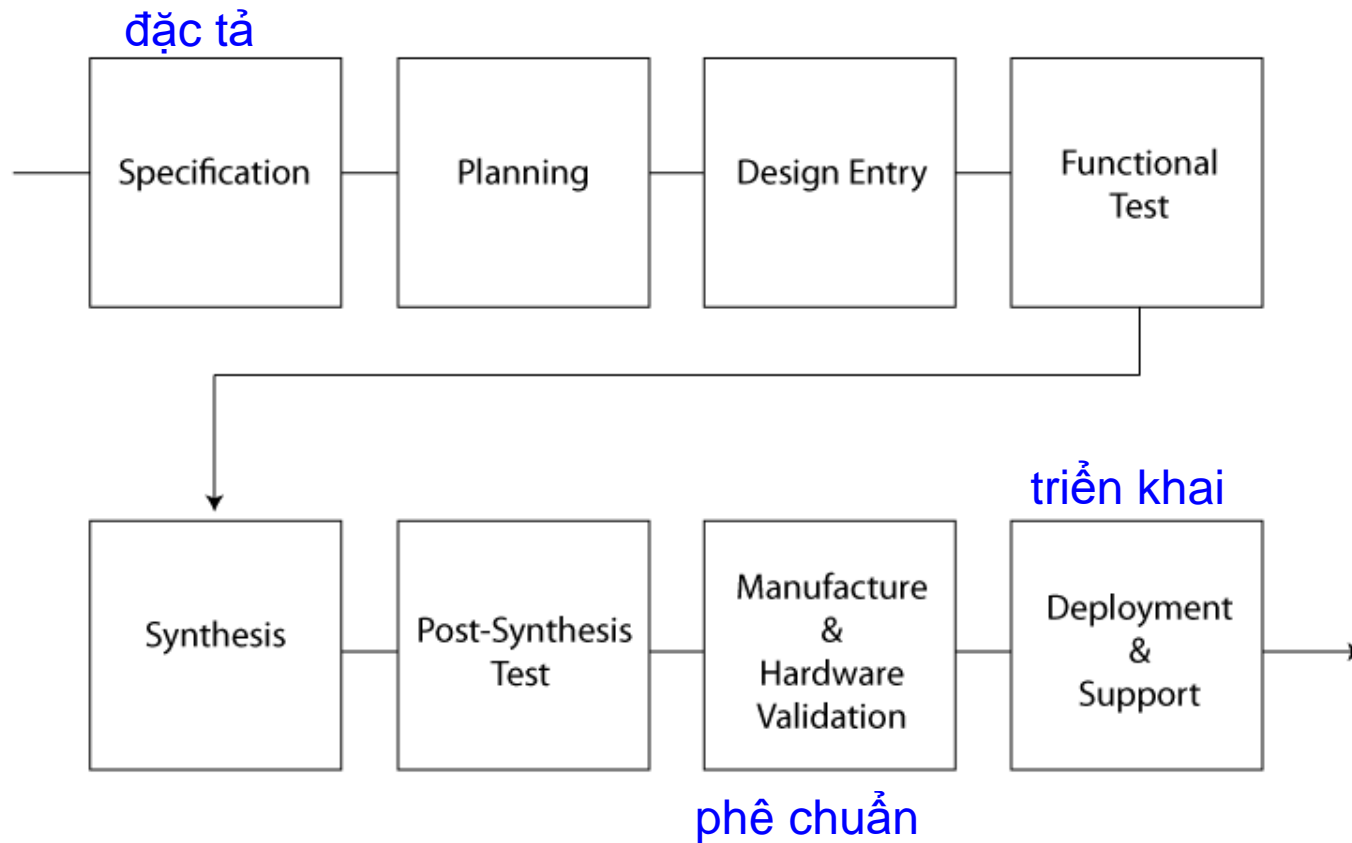 đặc tả
Specification
Planning
Design Entry
Functional
Test
triển khai
Synthesis
Post-Synthesis
Test
Manufacture
&
Hardware
Validation
Deployment
&
Support
phê chuẩn